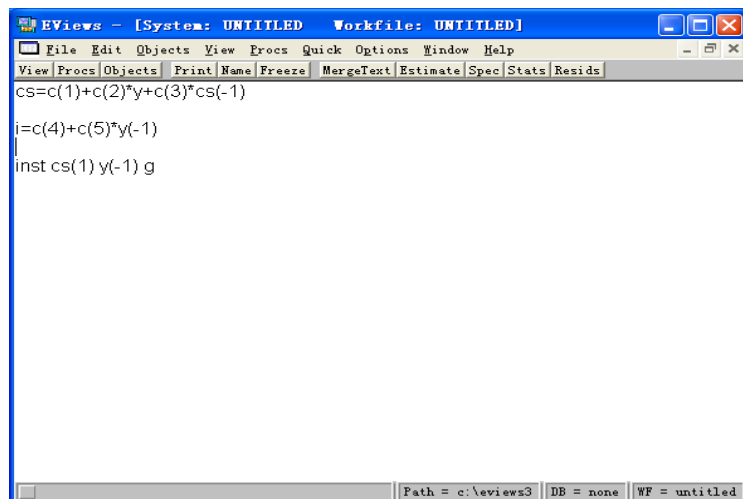 EViews - [System: UNTITLED Workfile: UNTITLED]
File Edit Objects View Procs Quick Options Window Help
View Procs Objects Print Name Freeze MergeText Estimate Spec Stats Resids
cs=c(1)+c(2)*y+c(3)*cs(-1)
i=c(4)+c(5)*y(-1)
inst cs(1) y(-1) g
Path = c:\eviews3 DB = none WF = untitled